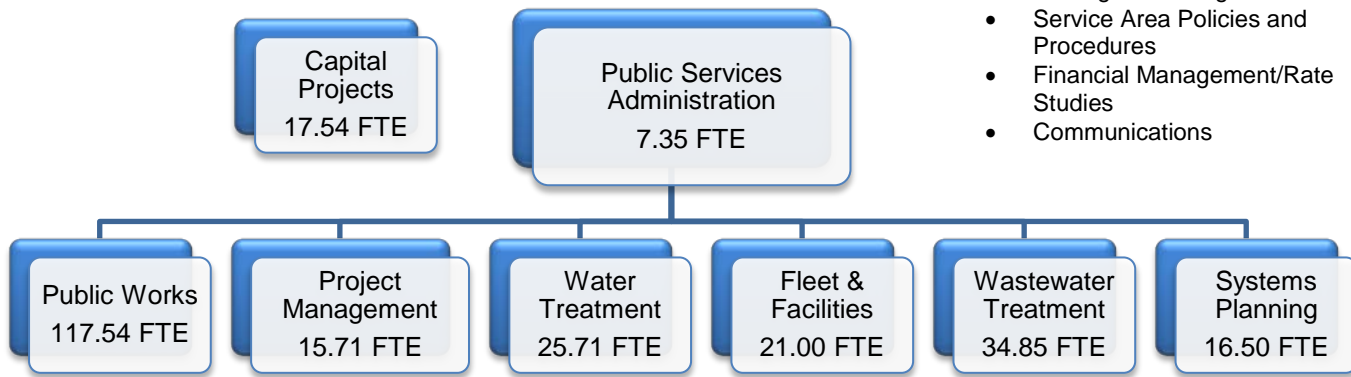 • Service Area Policies and
Procedures
• Financial Management/Rate
Studies
• Communications
Capital
Projects
17.54 FTE
Public Services
Administration
7.35 FTE
Public Works
117.54 FTE
Project
Management
15.71 FTE
Water
Treatment
25.71 FTE
Fleet &
Facilities
21.00 FTE
Wastewater
Treatment
34.85 FTE
Systems
Planning
16.50 FTE